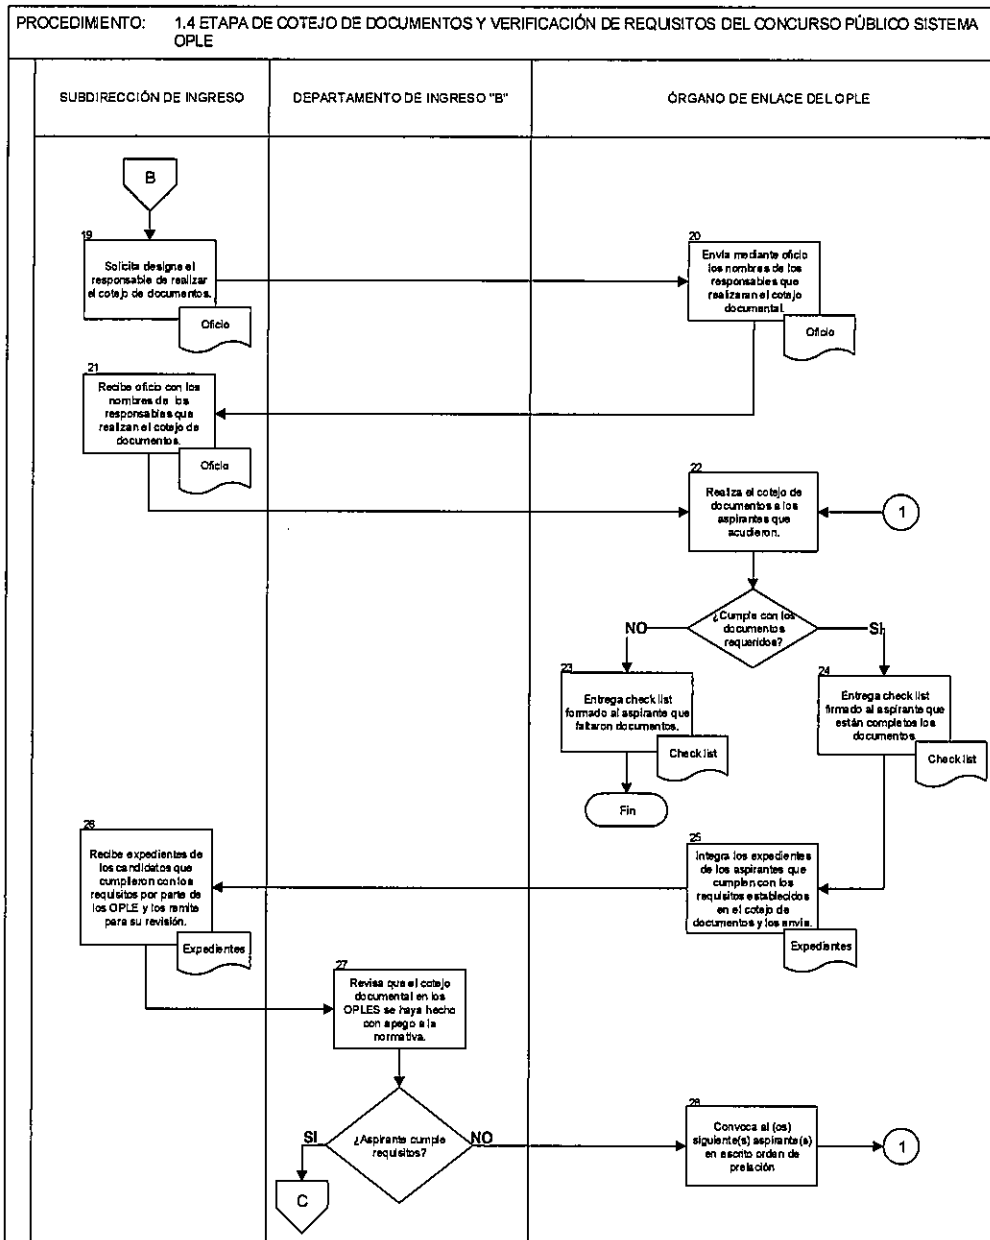 PROCEDIMIENTO: 1.4 ETAPA DE COTEJO DE DOCUMENTOS Y VERIFICACIÓN DE REQUISITOS DEL CONCURSO PÚBLICO SISTEMA
OPLE
SUBDIRECCIÓN DE INGRESO
DEPARTAMENTO DE INGRESO "B"
ÓRGANO DE ENLACE DEL OPLE
B
19
Solicita designe el
responsable de realizar
el cotejo de documentos.
Oficio
20
Envía mediante oficio
los nombres de los
responsables que
realizaran el cotejo
documental.
Oficio
21
Recibe oficio con los
nombres de los
responsables que
realizan el cotejo de
documentos.
Oficio
22
Realiza el cotejo de
documentos a los
aspirantes que
acudieron.
1
¿Cumple con los
documentos
requeridos?
NO
SI
23
Entrega check list
formado al aspirante que
faltaron documentos.
Check list
Fin
24
Entrega check list
firmado al aspirante que
están completos los
documentos.
Check list
25
Integra los expedientes
de los aspirantes que
cumplen con los
requisitos establecidos
en el cotejo de
documentos y los envía.
Expedientes
26
Recibe expedientes de
los candidatos que
cumplieron con los
requisitos por parte de
los OPLE y los remite
para su revisión.
Expedientes
27
Revisa que el cotejo
documental en los
OPLES se haya hecho
con apego a la
normativa.
¿Aspirante cumple
requisitos?
SI
NO
C
28
Convoca al (os)
siguiente(s) aspirante(s)
en escrito orden de
prelación
1